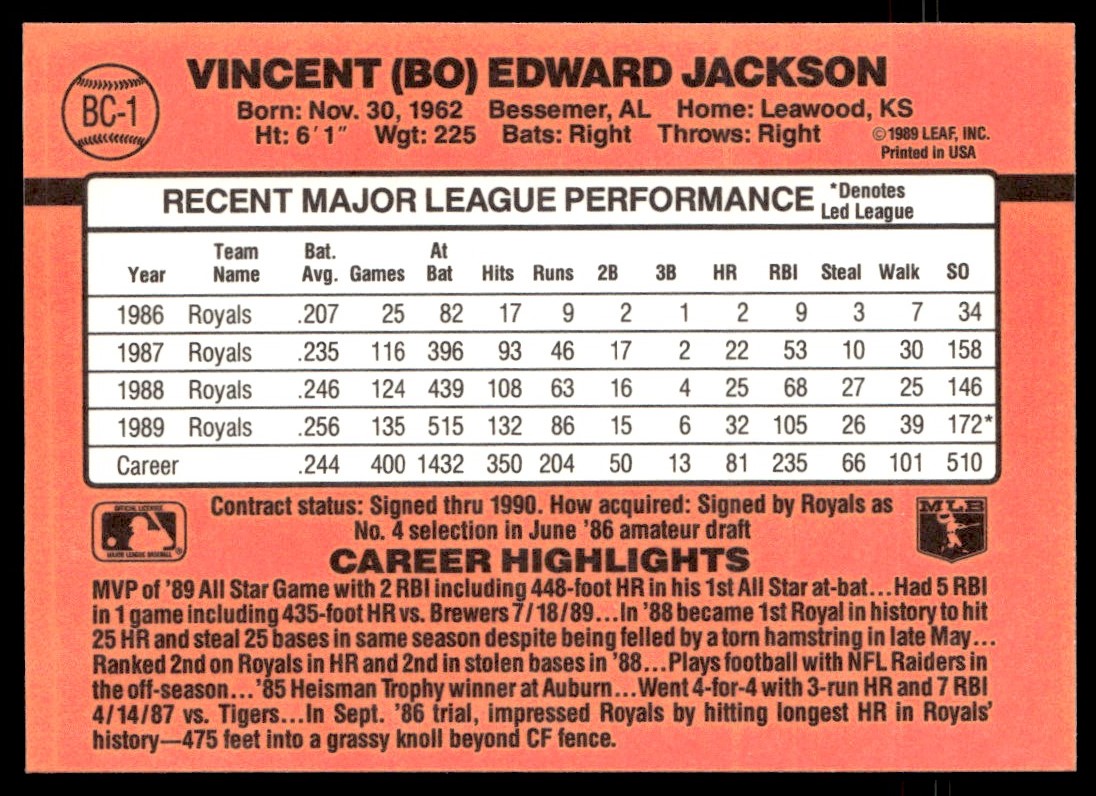 BC-1
VINCENT (BO) EDWARD JACKSON
Born: Nov. 30, 1962 Bessemer, AL Home: Leawood, KS
Ht: 6'1" Wgt: 225 Bats: Right Throws: Right
©1989 LEAF, INC.
Printed in USA
RECENT MAJOR LEAGUE PERFORMANCE *Denotes Led League
Year Team Name Bat. Avg. Games At Bat Hits Runs 2B 3B HR RBI Steal Walk SO
1986 Royals .207 25 82 17 9 2 1 2 9 3 7 34
1987 Royals .235 116 396 93 46 17 2 22 53 10 30 158
1988 Royals .246 124 439 108 63 16 4 25 68 27 25 146
1989 Royals .256 135 515 132 86 15 6 32 105 26 39 172*
Career .244 400 1432 350 204 50 13 81 235 66 101 510
OFFICIAL LICENSEE
MAJOR LEAGUE BASEBALL
®
Contract status: Signed thru 1990. How acquired: Signed by Royals as
No. 4 selection in June '86 amateur draft
MLB
CAREER HIGHLIGHTS
MVP of '89 All Star Game with 2 RBI including 448-foot HR in his 1st All Star at-bat...Had 5 RBI
in 1 game including 435-foot HR vs. Brewers 7/18/89...In '88 became 1st Royal in history to hit
25 HR and steal 25 bases in same season despite being felled by a torn hamstring in late May...
Ranked 2nd on Royals in HR and 2nd in stolen bases in '88...Plays football with NFL Raiders in
the off-season...'85 Heisman Trophy winner at Auburn...Went 4-for-4 with 3-run HR and 7 RBI
4/14/87 vs. Tigers...In Sept. '86 trial, impressed Royals by hitting longest HR in Royals'
history—475 feet into a grassy knoll beyond CF fence.